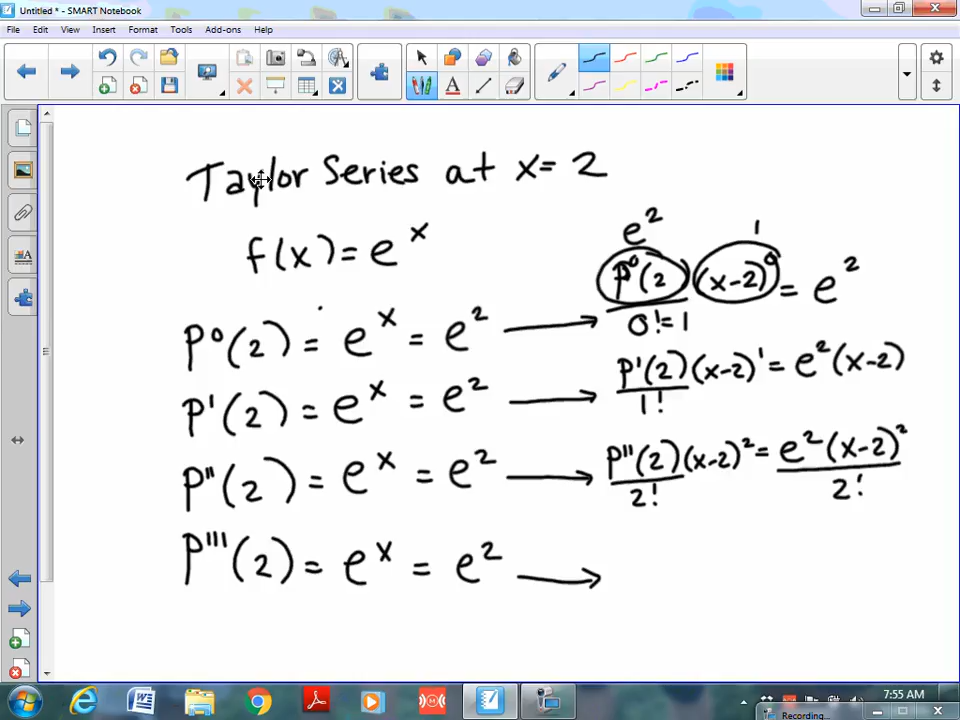 Untitled * - SMART Notebook
File Edit View Insert Format Tools Add-ons Help
Taylor Series at x= 2
f(x) = e^x
e^2 1
P^0(2 (x-2)^0 = e^2
0! = 1
P^0(2) = e^x = e^2
P'(2)(x-2)^1 = e^2(x-2)
1!
P'(2) = e^x = e^2
P''(2)(x-2)^2 = e^2(x-2)^2
2! 2!
P''(2) = e^x = e^2
P'''(2) = e^x = e^2
7:55 AM
Recording...